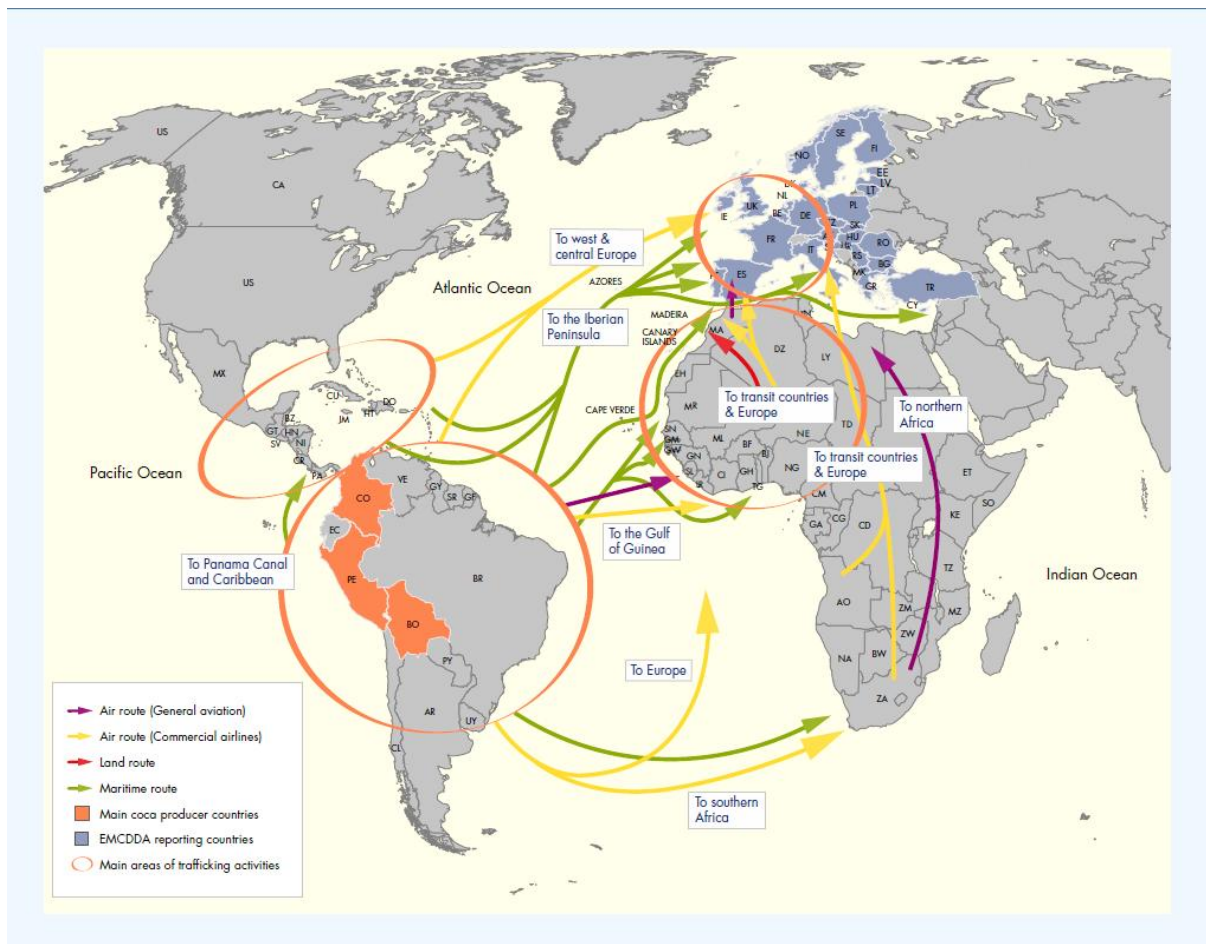 US
CA
US
MX
Atlantic Ocean
Pacific Ocean
Indian Ocean
To west &
central Europe
AZORES
To the Iberian
Peninsula
MADEIRA
CANARY
ISLANDS
CAPE VERDE
SE
FI
NO
EE
LV
LT
NL
IE
UK
BE
DE
PL
SK
HU
RO
FR
IT
RS
BG
MK
GR
TR
CY
ES
MA
DZ
LY
EH
MR
To transit countries
& Europe
To northern
Africa
To transit countries
& Europe
CU
DO
HT
JM
BZ
GT
HN
SV
NI
CR
PA
VE
GY
SR
GF
CO
EC
PE
BR
BO
PY
AR
UY
CL
To Panama Canal
and Caribbean
To the Gulf
of Guinea
To Europe
To southern
Africa
SN
GM
GW
GN
SL
ML
BF
CI
GH
TG
BJ
NE
NG
TD
CM
GA
CG
CD
ET
SO
KE
TZ
AO
ZM
MZ
ZW
NA
BW
ZA
Air route (General aviation)
Air route (Commercial airlines)
Land route
Maritime route
Main coca producer countries
EMCDDA reporting countries
Main areas of trafficking activities